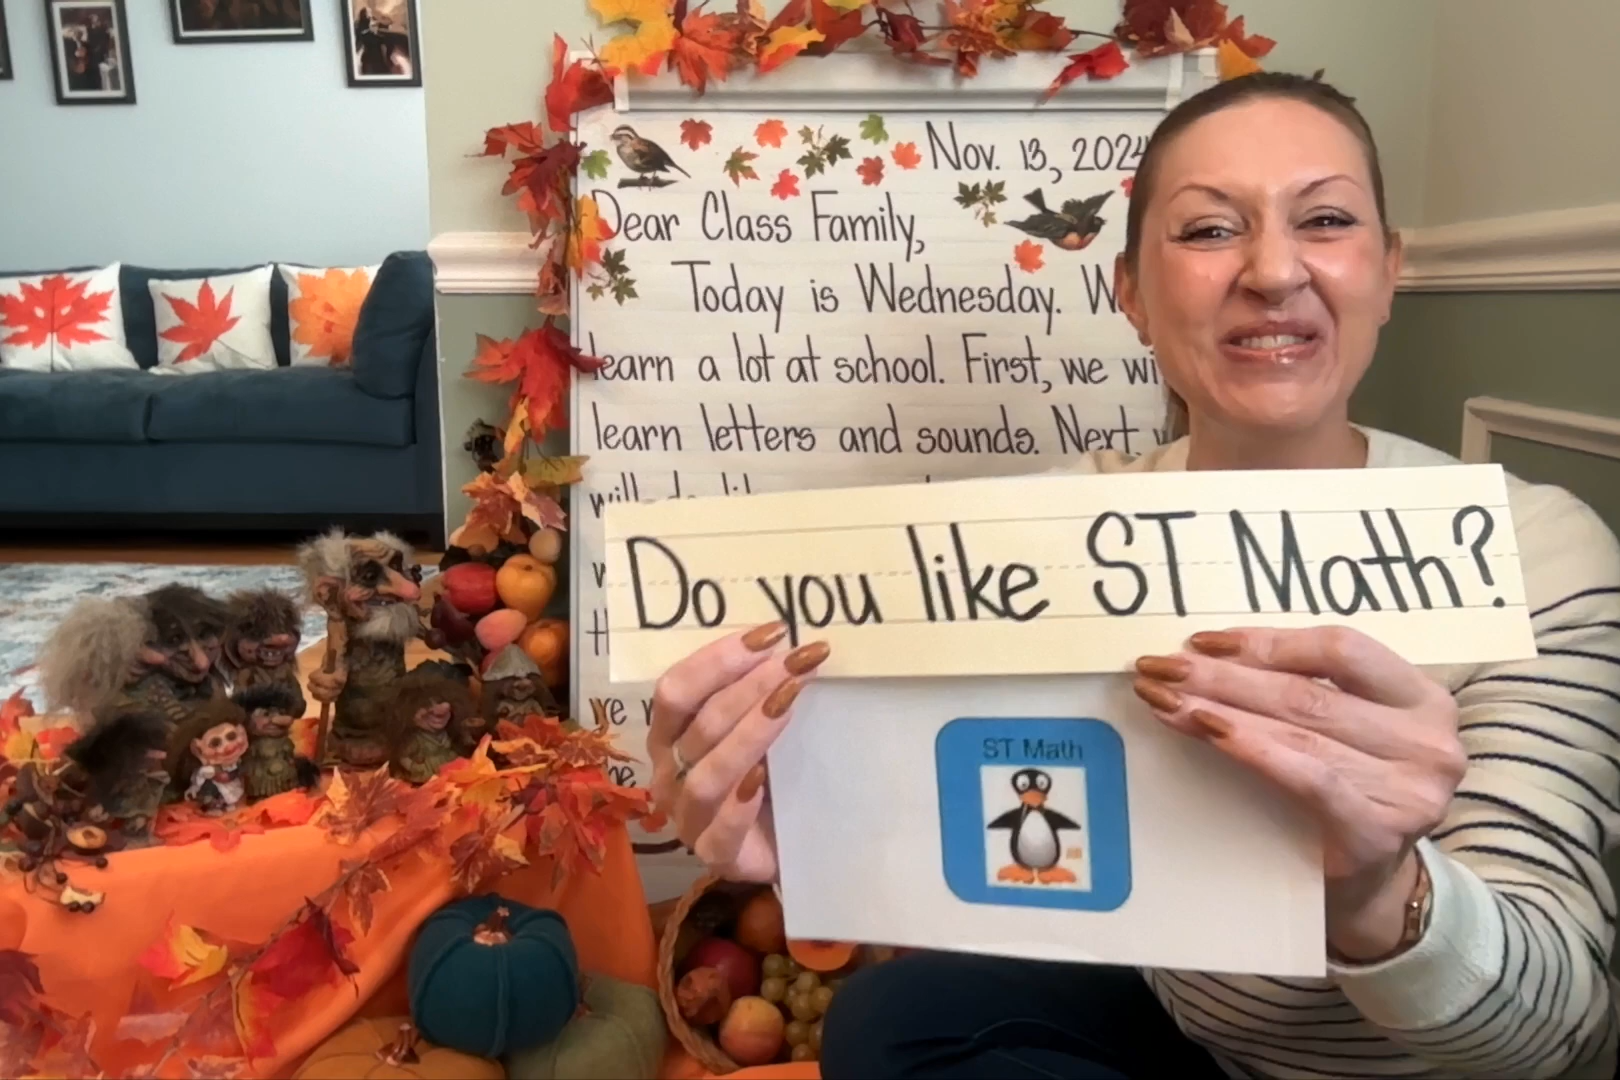 Nov. 13, 2024
Dear Class Family,
Today is Wednesday.
learn a lot at school. First, we
learn letters and sounds. Next,
will
Do you like ST Math?
ST Math